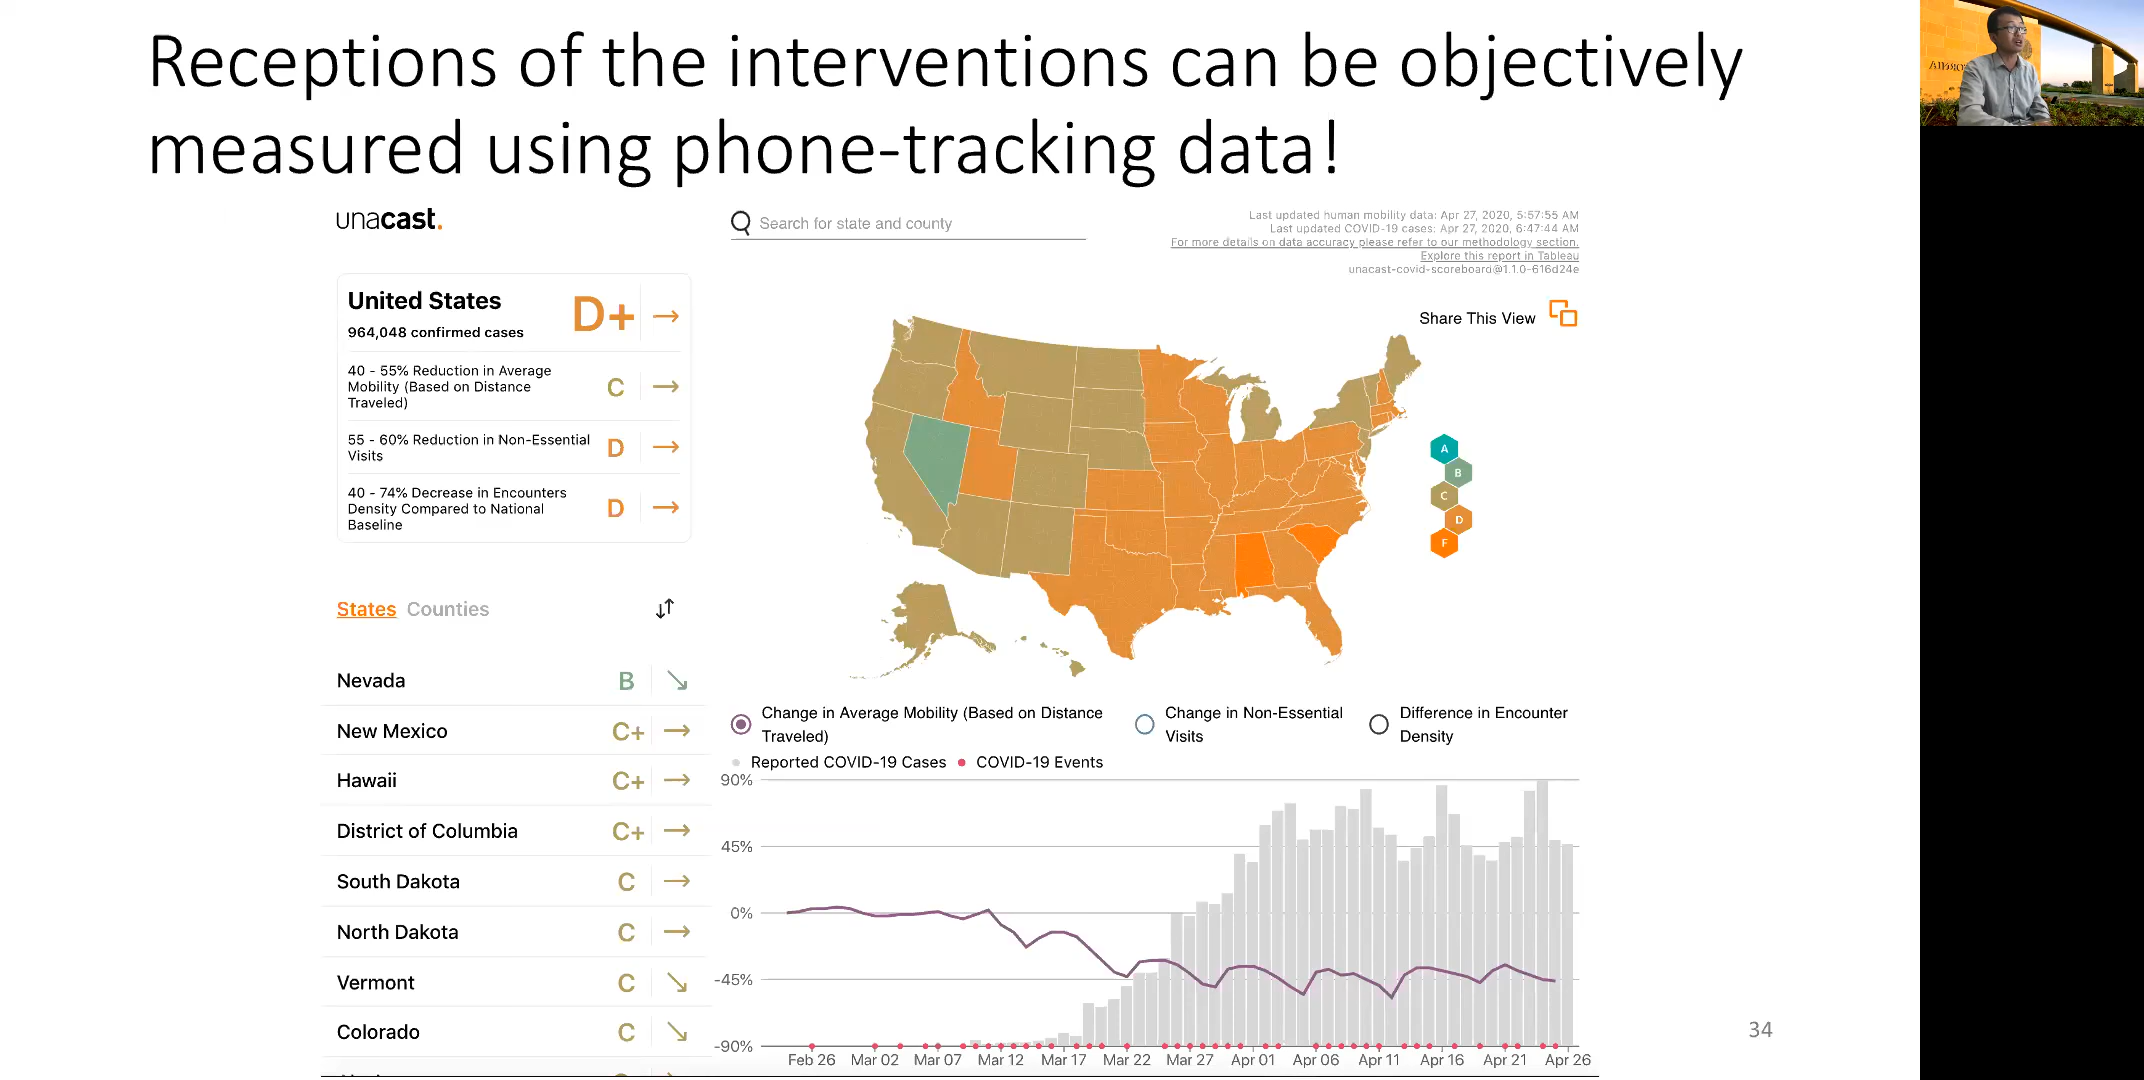 Receptions of the interventions can be objectively
measured using phone-tracking data!
unacast.
Search for state and county
Last updated human mobility data: Apr 27, 2020, 5:57:55 AM
Last updated COVID-19 cases: Apr 27, 2020, 6:47:44 AM
For more details on data accuracy please refer to our methodology section.
Explore this report in Tableau
unacast-covid-scoreboard@1.1.0-616d24e
United States
964,048 confirmed cases
D+
40 - 55% Reduction in Average
Mobility (Based on Distance
Traveled)
C
55 - 60% Reduction in Non-Essential
Visits
D
40 - 74% Decrease in Encounters
Density Compared to National
Baseline
D
Share This View
A
B
C
D
F
States Counties
Nevada B
New Mexico C+
Hawaii C+
District of Columbia C+
South Dakota C
North Dakota C
Vermont C
Colorado C
Change in Average Mobility (Based on Distance
Traveled)
Change in Non-Essential
Visits
Difference in Encounter
Density
Reported COVID-19 Cases COVID-19 Events
90%
45%
0%
-45%
-90%
Feb 26 Mar 02 Mar 07 Mar 12 Mar 17 Mar 22 Mar 27 Apr 01 Apr 06 Apr 11 Apr 16 Apr 21 Apr 26
34